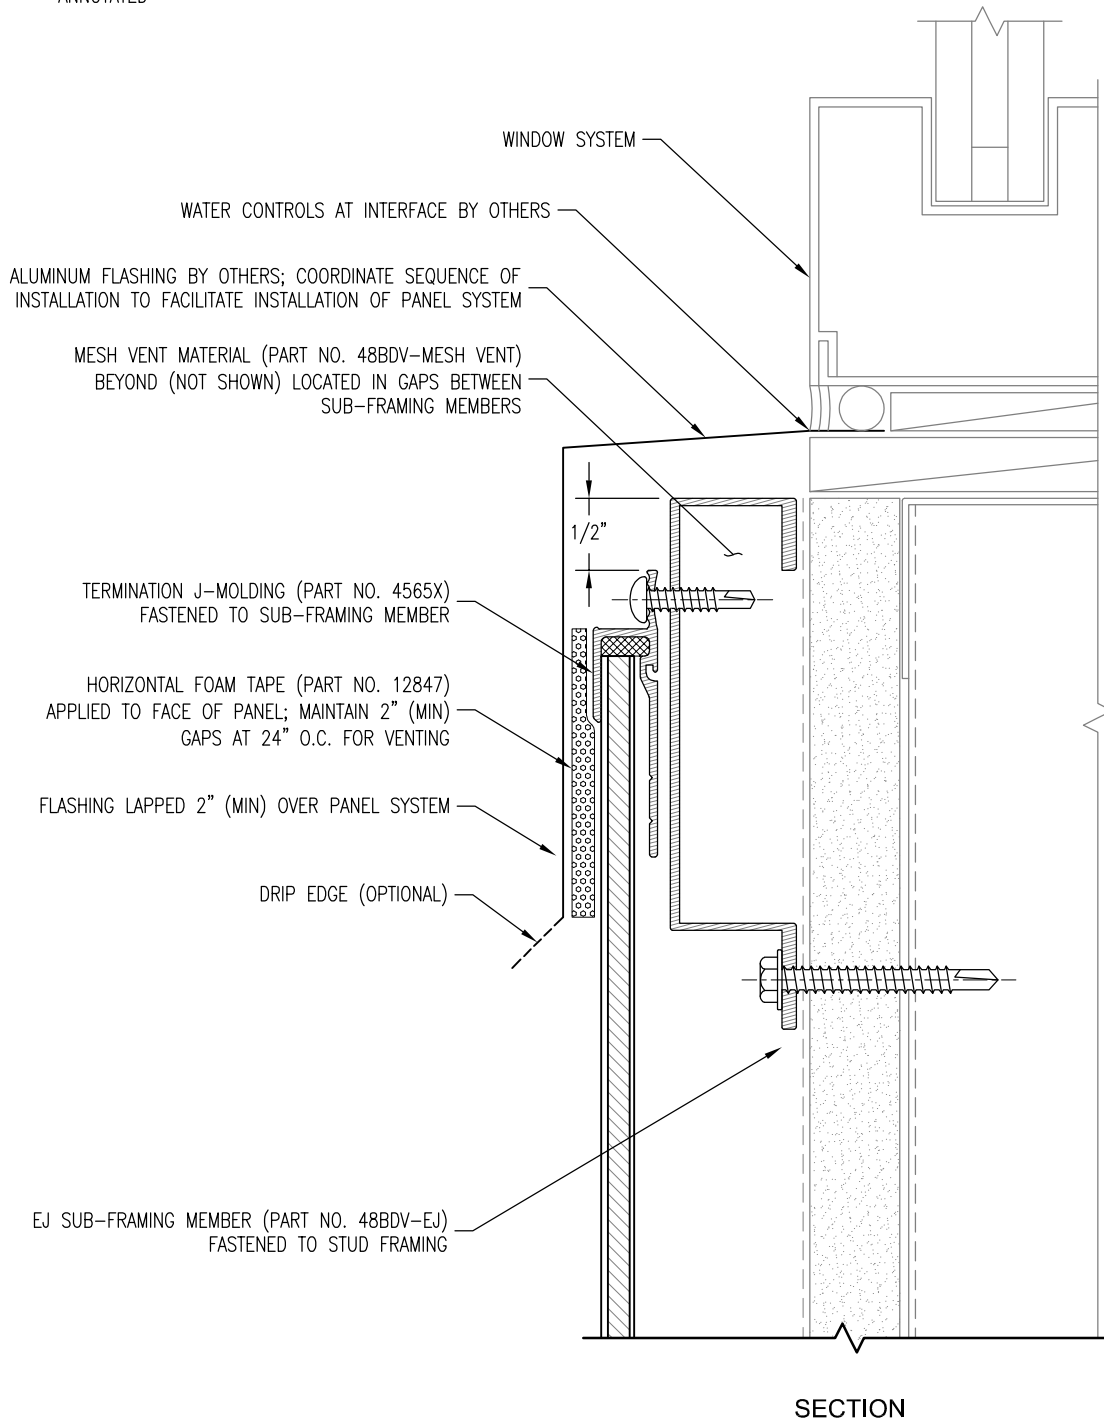 ANNOTATED
WINDOW SYSTEM
WATER CONTROLS AT INTERFACE BY OTHERS
ALUMINUM FLASHING BY OTHERS; COORDINATE SEQUENCE OF
INSTALLATION TO FACILITATE INSTALLATION OF PANEL SYSTEM
MESH VENT MATERIAL (PART NO. 48BDV-MESH VENT)
BEYOND (NOT SHOWN) LOCATED IN GAPS BETWEEN
SUB-FRAMING MEMBERS
1/2"
TERMINATION J-MOLDING (PART NO. 4565X)
FASTENED TO SUB-FRAMING MEMBER
HORIZONTAL FOAM TAPE (PART NO. 12847)
APPLIED TO FACE OF PANEL; MAINTAIN 2" (MIN)
GAPS AT 24" O.C. FOR VENTING
FLASHING LAPPED 2" (MIN) OVER PANEL SYSTEM
DRIP EDGE (OPTIONAL)
EJ SUB-FRAMING MEMBER (PART NO. 48BDV-EJ)
FASTENED TO STUD FRAMING
SECTION